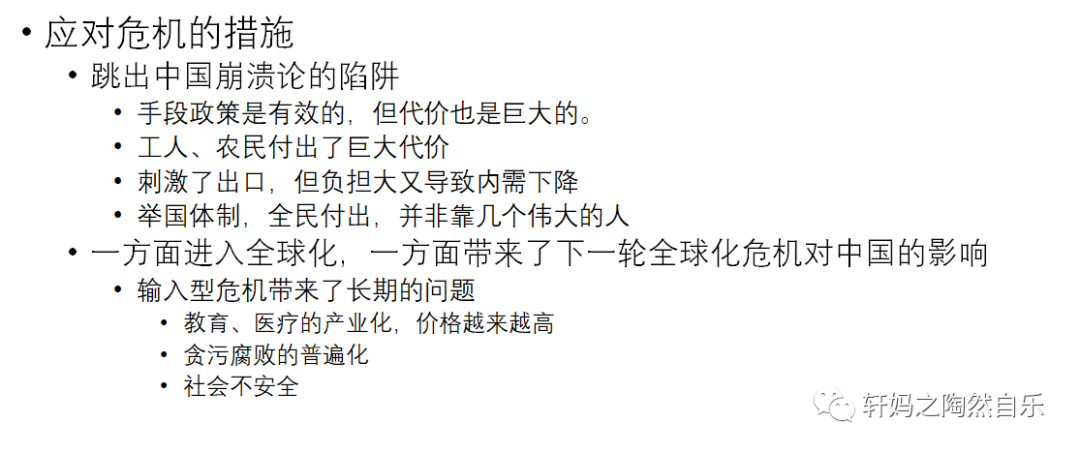 • 应对危机的措施
• 跳出中国崩溃论的陷阱
• 手段政策是有效的，但代价也是巨大的。
• 工人、农民付出了巨大代价
• 刺激了出口，但负担大又导致内需下降
• 举国体制，全民付出，并非靠几个伟大的人
• 一方面进入全球化，一方面带来了下一轮全球化危机对中国的影响
• 输入型危机带来了长期的问题
• 教育、医疗的产业化，价格越来越高
• 贪污腐败的普遍化
• 社会不安全
轩妈之陶然自乐